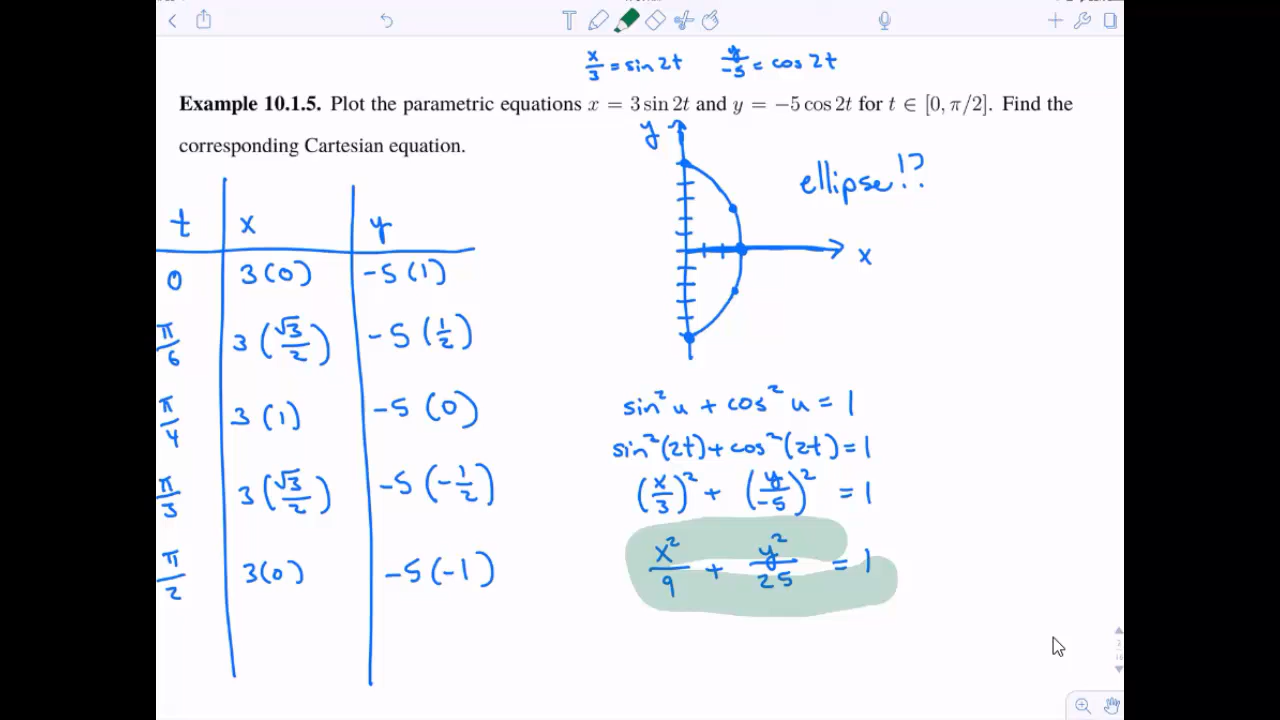 x/3 = sin 2t y/-5 = cos 2t
Example 10.1.5. Plot the parametric equations x = 3 sin 2t and y = −5 cos 2t for t ∈ [0, π/2]. Find the
corresponding Cartesian equation.
y
ellipse!?
x
t x y
0 3(0) -5(1)
π/6 3(√3/2) -5(1/2)
π/4 3(1) -5(0)
π/3 3(√3/2) -5(-1/2)
π/2 3(0) -5(-1)
sin²u + cos²u = 1
sin²(2t) + cos²(2t) = 1
(x/3)² + (y/-5)² = 1
x²/9 + y²/25 = 1